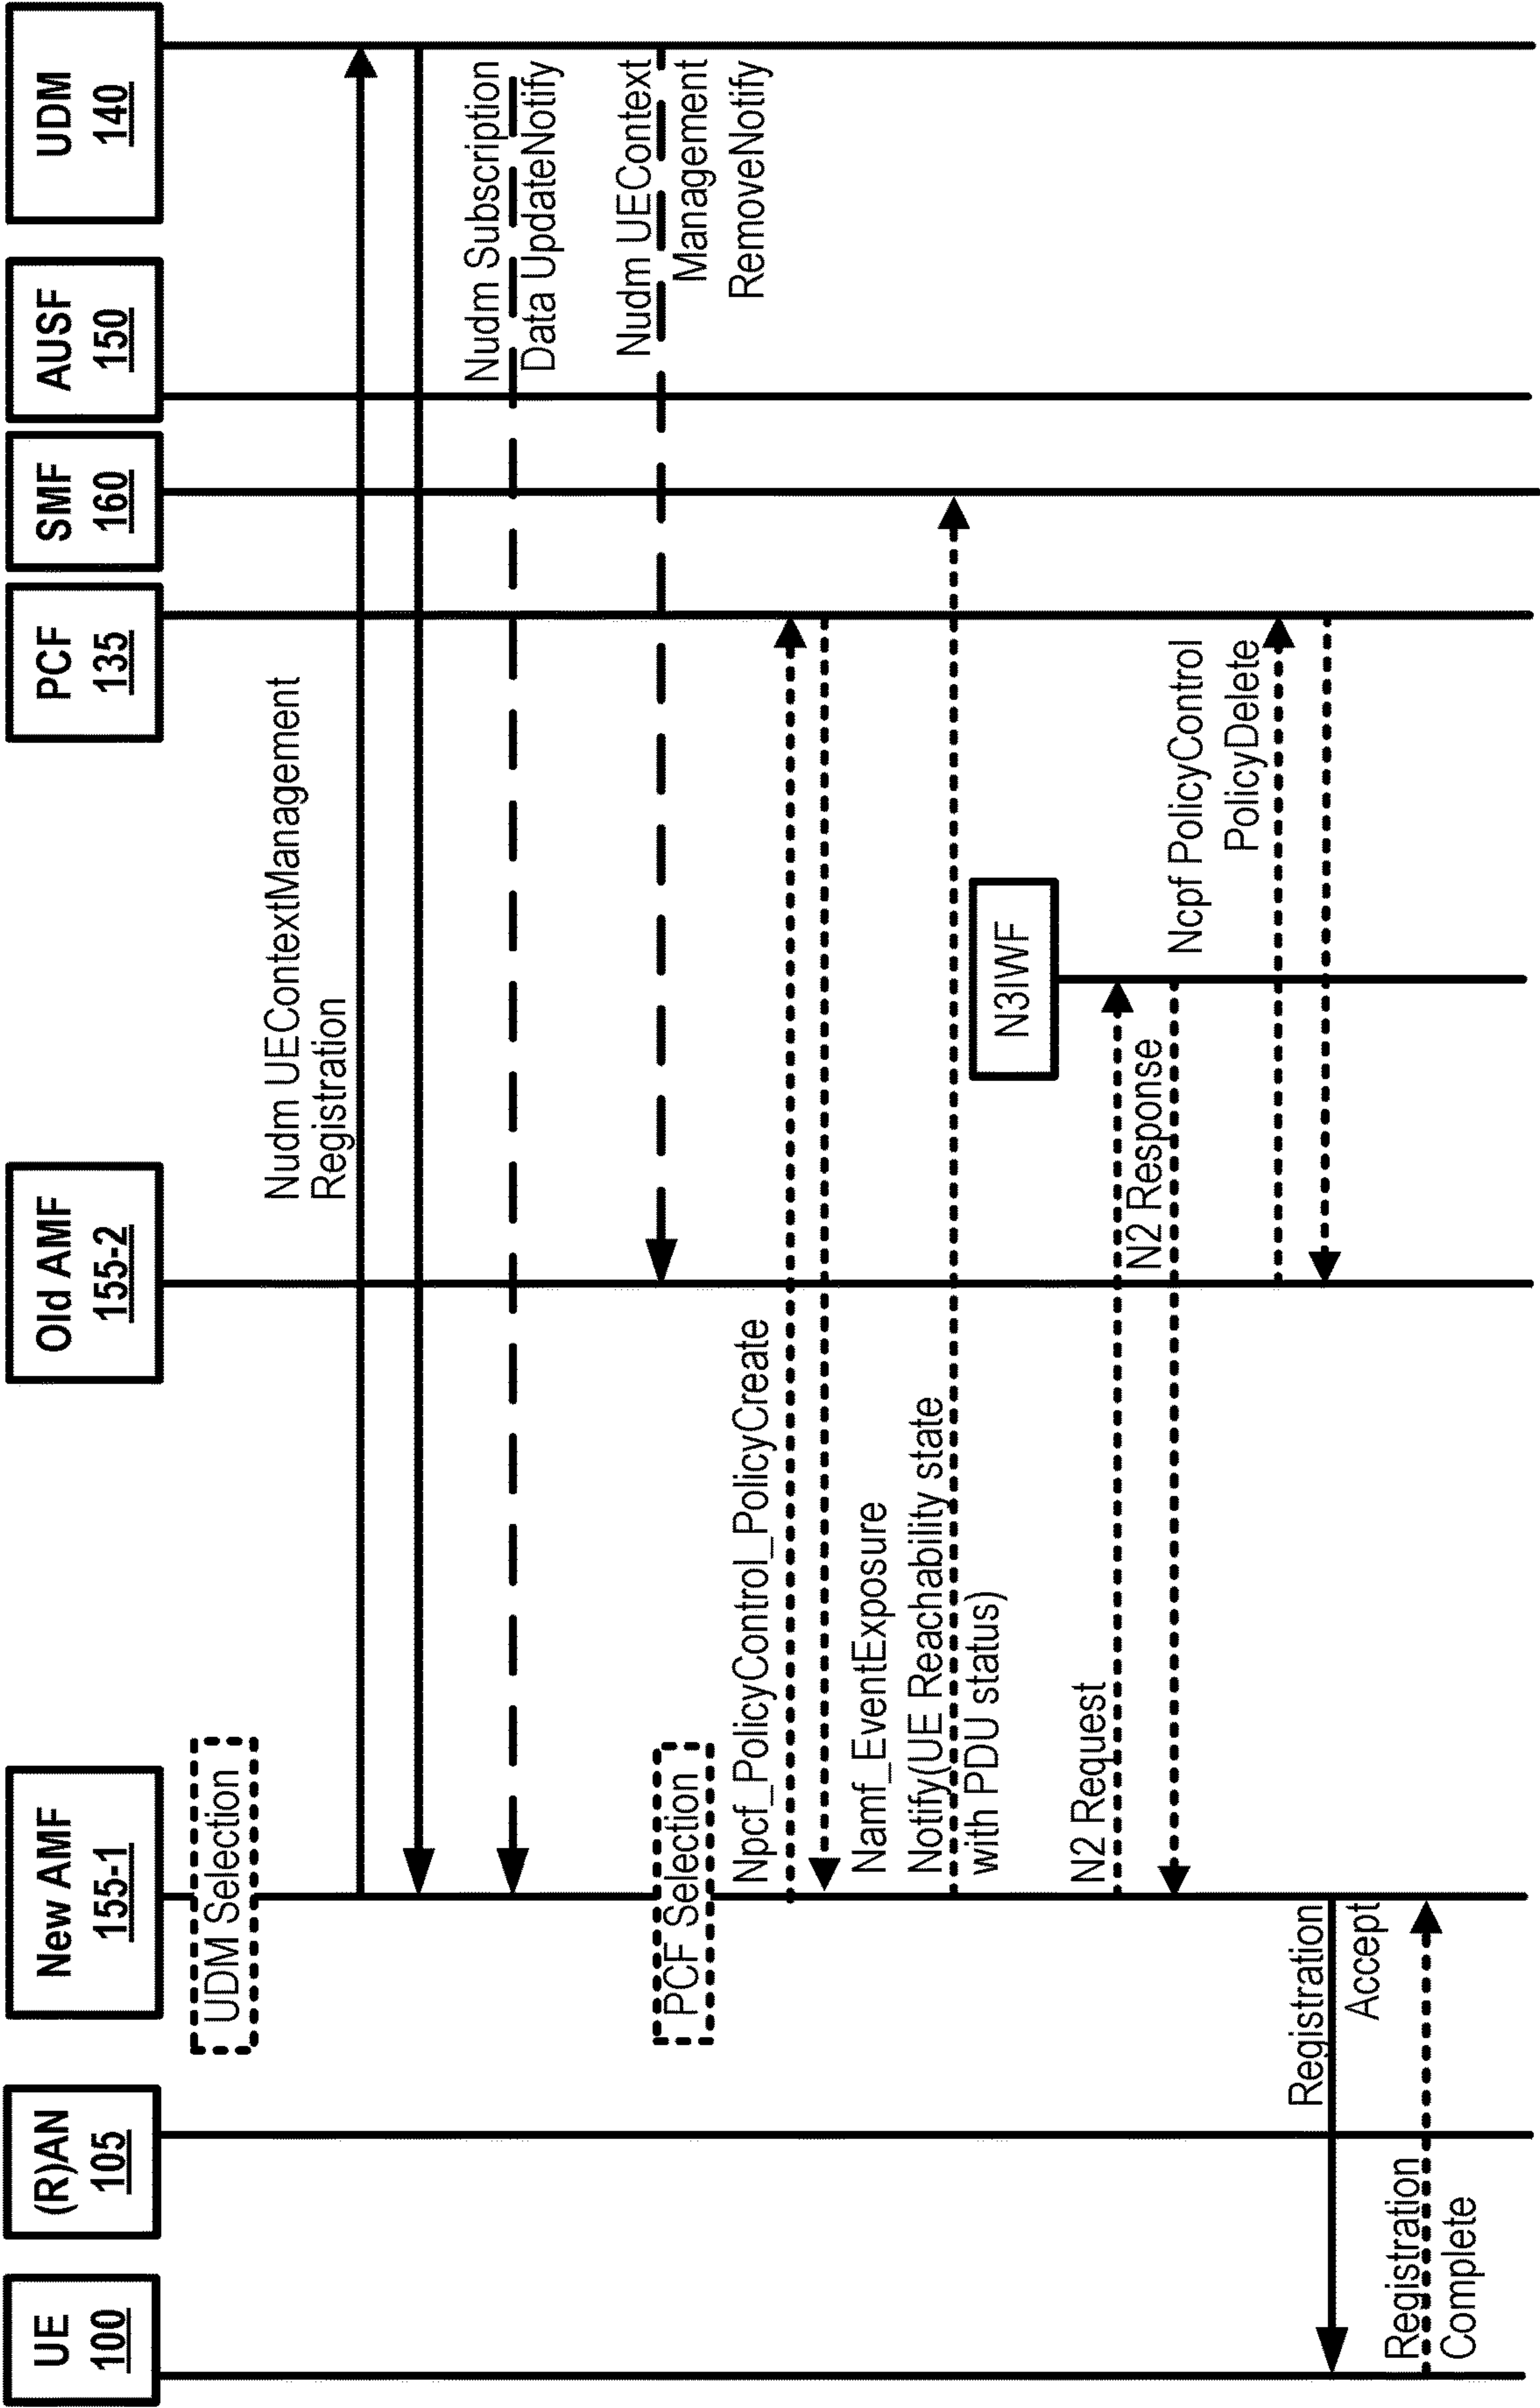 UE
100
(R)AN
105
New AMF
155-1
Old AMF
155-2
PCF
135
SMF
160
AUSF
150
UDM
140
UDM Selection
Nudm UEContextManagement
Registration
Nudm Subscription
Data UpdateNotify
Nudm UEContext
Management
RemoveNotify
PCF Selection
Npcf_PolicyControl_PolicyCreate
Namf_EventExposure
Notify(UE Reachability state
with PDU status)
N3IWF
N2 Request
N2 Response
Ncpf PolicyControl
PolicyDelete
Registration
Accept
Registration
Complete